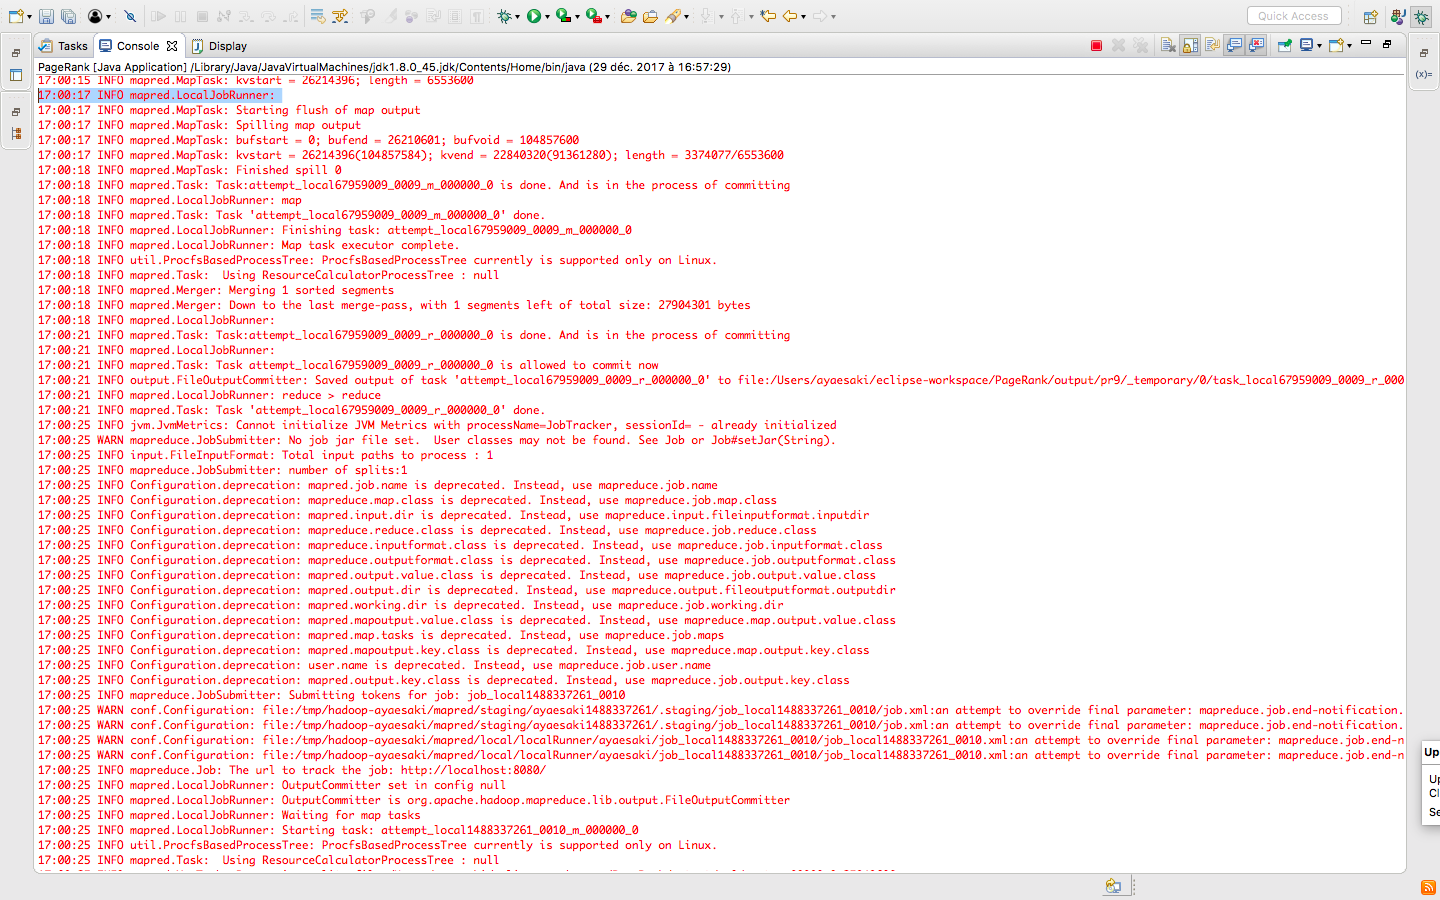 Quick Access
Tasks
Console
Display
PageRank [Java Application] /Library/Java/JavaVirtualMachines/jdk1.8.0_45.jdk/Contents/Home/bin/java (29 déc. 2017 à 16:57:29)
17:00:15 INFO mapred.MapTask: kvstart = 26214396; length = 6553600
17:00:17 INFO mapred.LocalJobRunner:
17:00:17 INFO mapred.MapTask: Starting flush of map output
17:00:17 INFO mapred.MapTask: Spilling map output
17:00:17 INFO mapred.MapTask: bufstart = 0; bufend = 26210601; bufvoid = 104857600
17:00:17 INFO mapred.MapTask: kvstart = 26214396(104857584); kvend = 22840320(91361280); length = 3374077/6553600
17:00:18 INFO mapred.MapTask: Finished spill 0
17:00:18 INFO mapred.Task: Task:attempt_local67959009_0009_m_000000_0 is done. And is in the process of committing
17:00:18 INFO mapred.LocalJobRunner: map
17:00:18 INFO mapred.Task: Task 'attempt_local67959009_0009_m_000000_0' done.
17:00:18 INFO mapred.LocalJobRunner: Finishing task: attempt_local67959009_0009_m_000000_0
17:00:18 INFO mapred.LocalJobRunner: Map task executor complete.
17:00:18 INFO util.ProcfsBasedProcessTree: ProcfsBasedProcessTree currently is supported only on Linux.
17:00:18 INFO mapred.Task:  Using ResourceCalculatorProcessTree : null
17:00:18 INFO mapred.Merger: Merging 1 sorted segments
17:00:18 INFO mapred.Merger: Down to the last merge-pass, with 1 segments left of total size: 27904301 bytes
17:00:18 INFO mapred.LocalJobRunner:
17:00:21 INFO mapred.Task: Task:attempt_local67959009_0009_r_000000_0 is done. And is in the process of committing
17:00:21 INFO mapred.LocalJobRunner:
17:00:21 INFO mapred.Task: Task attempt_local67959009_0009_r_000000_0 is allowed to commit now
17:00:21 INFO output.FileOutputCommitter: Saved output of task 'attempt_local67959009_0009_r_000000_0' to file:/Users/ayaesaki/eclipse-workspace/PageRank/output/pr9/_temporary/0/task_local67959009_0009_r_000
17:00:21 INFO mapred.LocalJobRunner: reduce > reduce
17:00:21 INFO mapred.Task: Task 'attempt_local67959009_0009_r_000000_0' done.
17:00:25 INFO jvm.JvmMetrics: Cannot initialize JVM Metrics with processName=JobTracker, sessionId= - already initialized
17:00:25 WARN mapreduce.JobSubmitter: No job jar file set.  User classes may not be found. See Job or Job#setJar(String).
17:00:25 INFO input.FileInputFormat: Total input paths to process : 1
17:00:25 INFO mapreduce.JobSubmitter: number of splits:1
17:00:25 INFO Configuration.deprecation: mapred.job.name is deprecated. Instead, use mapreduce.job.name
17:00:25 INFO Configuration.deprecation: mapreduce.map.class is deprecated. Instead, use mapreduce.job.map.class
17:00:25 INFO Configuration.deprecation: mapred.input.dir is deprecated. Instead, use mapreduce.input.fileinputformat.inputdir
17:00:25 INFO Configuration.deprecation: mapreduce.reduce.class is deprecated. Instead, use mapreduce.job.reduce.class
17:00:25 INFO Configuration.deprecation: mapreduce.inputformat.class is deprecated. Instead, use mapreduce.job.inputformat.class
17:00:25 INFO Configuration.deprecation: mapreduce.outputformat.class is deprecated. Instead, use mapreduce.job.outputformat.class
17:00:25 INFO Configuration.deprecation: mapred.output.value.class is deprecated. Instead, use mapreduce.job.output.value.class
17:00:25 INFO Configuration.deprecation: mapred.output.dir is deprecated. Instead, use mapreduce.output.fileoutputformat.outputdir
17:00:25 INFO Configuration.deprecation: mapred.working.dir is deprecated. Instead, use mapreduce.job.working.dir
17:00:25 INFO Configuration.deprecation: mapred.mapoutput.value.class is deprecated. Instead, use mapreduce.map.output.value.class
17:00:25 INFO Configuration.deprecation: mapred.map.tasks is deprecated. Instead, use mapreduce.job.maps
17:00:25 INFO Configuration.deprecation: mapred.mapoutput.key.class is deprecated. Instead, use mapreduce.map.output.key.class
17:00:25 INFO Configuration.deprecation: user.name is deprecated. Instead, use mapreduce.job.user.name
17:00:25 INFO Configuration.deprecation: mapred.output.key.class is deprecated. Instead, use mapreduce.job.output.key.class
17:00:25 INFO mapreduce.JobSubmitter: Submitting tokens for job: job_local1488337261_0010
17:00:25 WARN conf.Configuration: file:/tmp/hadoop-ayaesaki/mapred/staging/ayaesaki1488337261/.staging/job_local1488337261_0010/job.xml:an attempt to override final parameter: mapreduce.job.end-notification.
17:00:25 WARN conf.Configuration: file:/tmp/hadoop-ayaesaki/mapred/staging/ayaesaki1488337261/.staging/job_local1488337261_0010/job.xml:an attempt to override final parameter: mapreduce.job.end-notification.
17:00:25 WARN conf.Configuration: file:/tmp/hadoop-ayaesaki/mapred/local/localRunner/ayaesaki/job_local1488337261_0010/job_local1488337261_0010.xml:an attempt to override final parameter: mapreduce.job.end-n
17:00:25 WARN conf.Configuration: file:/tmp/hadoop-ayaesaki/mapred/local/localRunner/ayaesaki/job_local1488337261_0010/job_local1488337261_0010.xml:an attempt to override final parameter: mapreduce.job.end-n
17:00:25 INFO mapreduce.Job: The url to track the job: http://localhost:8080/
17:00:25 INFO mapred.LocalJobRunner: OutputCommitter set in config null
17:00:25 INFO mapred.LocalJobRunner: OutputCommitter is org.apache.hadoop.mapreduce.lib.output.FileOutputCommitter
17:00:25 INFO mapred.LocalJobRunner: Waiting for map tasks
17:00:25 INFO mapred.LocalJobRunner: Starting task: attempt_local1488337261_0010_m_000000_0
17:00:25 INFO util.ProcfsBasedProcessTree: ProcfsBasedProcessTree currently is supported only on Linux.
17:00:25 INFO mapred.Task:  Using ResourceCalculatorProcessTree : null
(x)=
Up
Up
Cl
Se